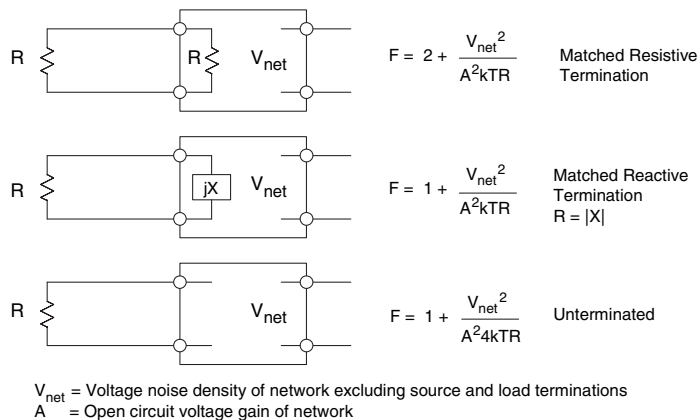 R R V_net F = 2 + V_net^2 / A^2kTR Matched Resistive
Termination
R jX V_net F = 1 + V_net^2 / A^2kTR Matched Reactive
Termination
R = |X|
R V_net F = 1 + V_net^2 / A^24kTR Unterminated
V_net = Voltage noise density of network excluding source and load terminations
A = Open circuit voltage gain of network